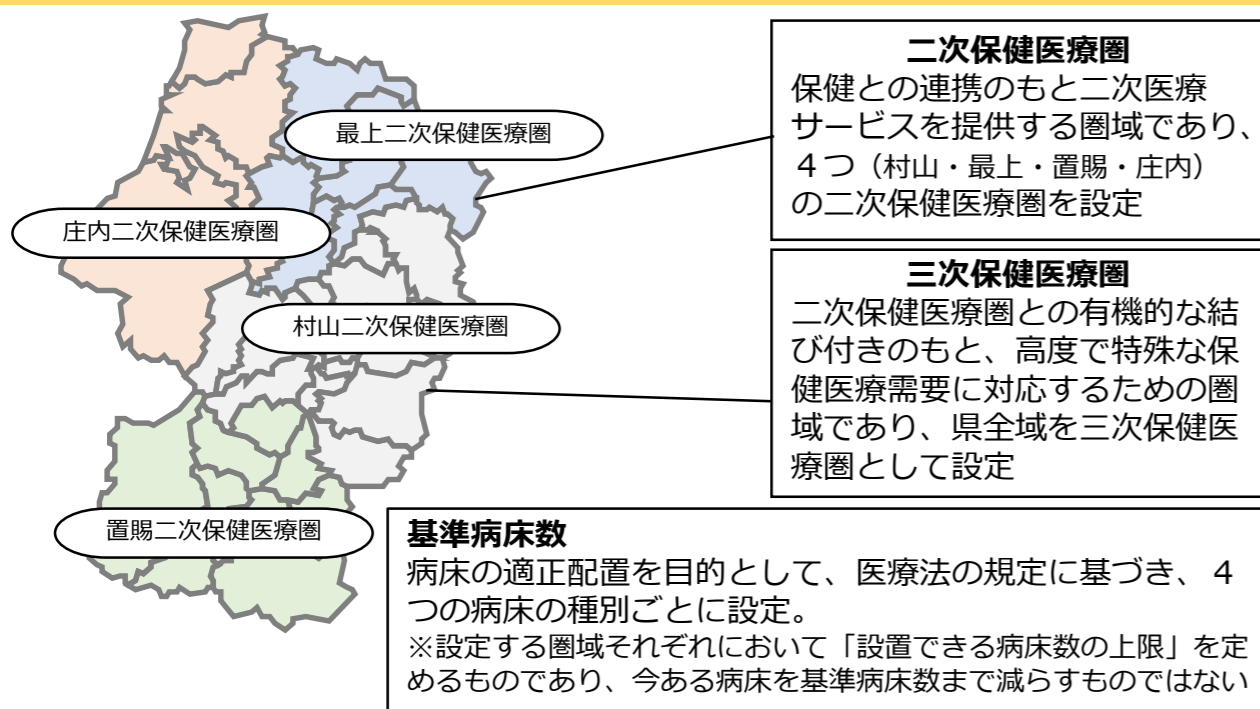 最上二次保健医療圏
庄内二次保健医療圏
村山二次保健医療圏
置賜二次保健医療圏
二次保健医療圏
保健との連携のもと二次医療
サービスを提供する圏域であり、
４つ（村山・最上・置賜・庄内）
の二次保健医療圏を設定
三次保健医療圏
二次保健医療圏との有機的な結
び付きのもと、高度で特殊な保
健医療需要に対応するための圏
域であり、県全域を三次保健医
療圏として設定
基準病床数
病床の適正配置を目的として、医療法の規定に基づき、４
つの病床の種別ごとに設定。
※設定する圏域それぞれにおいて「設置できる病床数の上限」を定
めるものであり、今ある病床を基準病床数まで減らすものではない